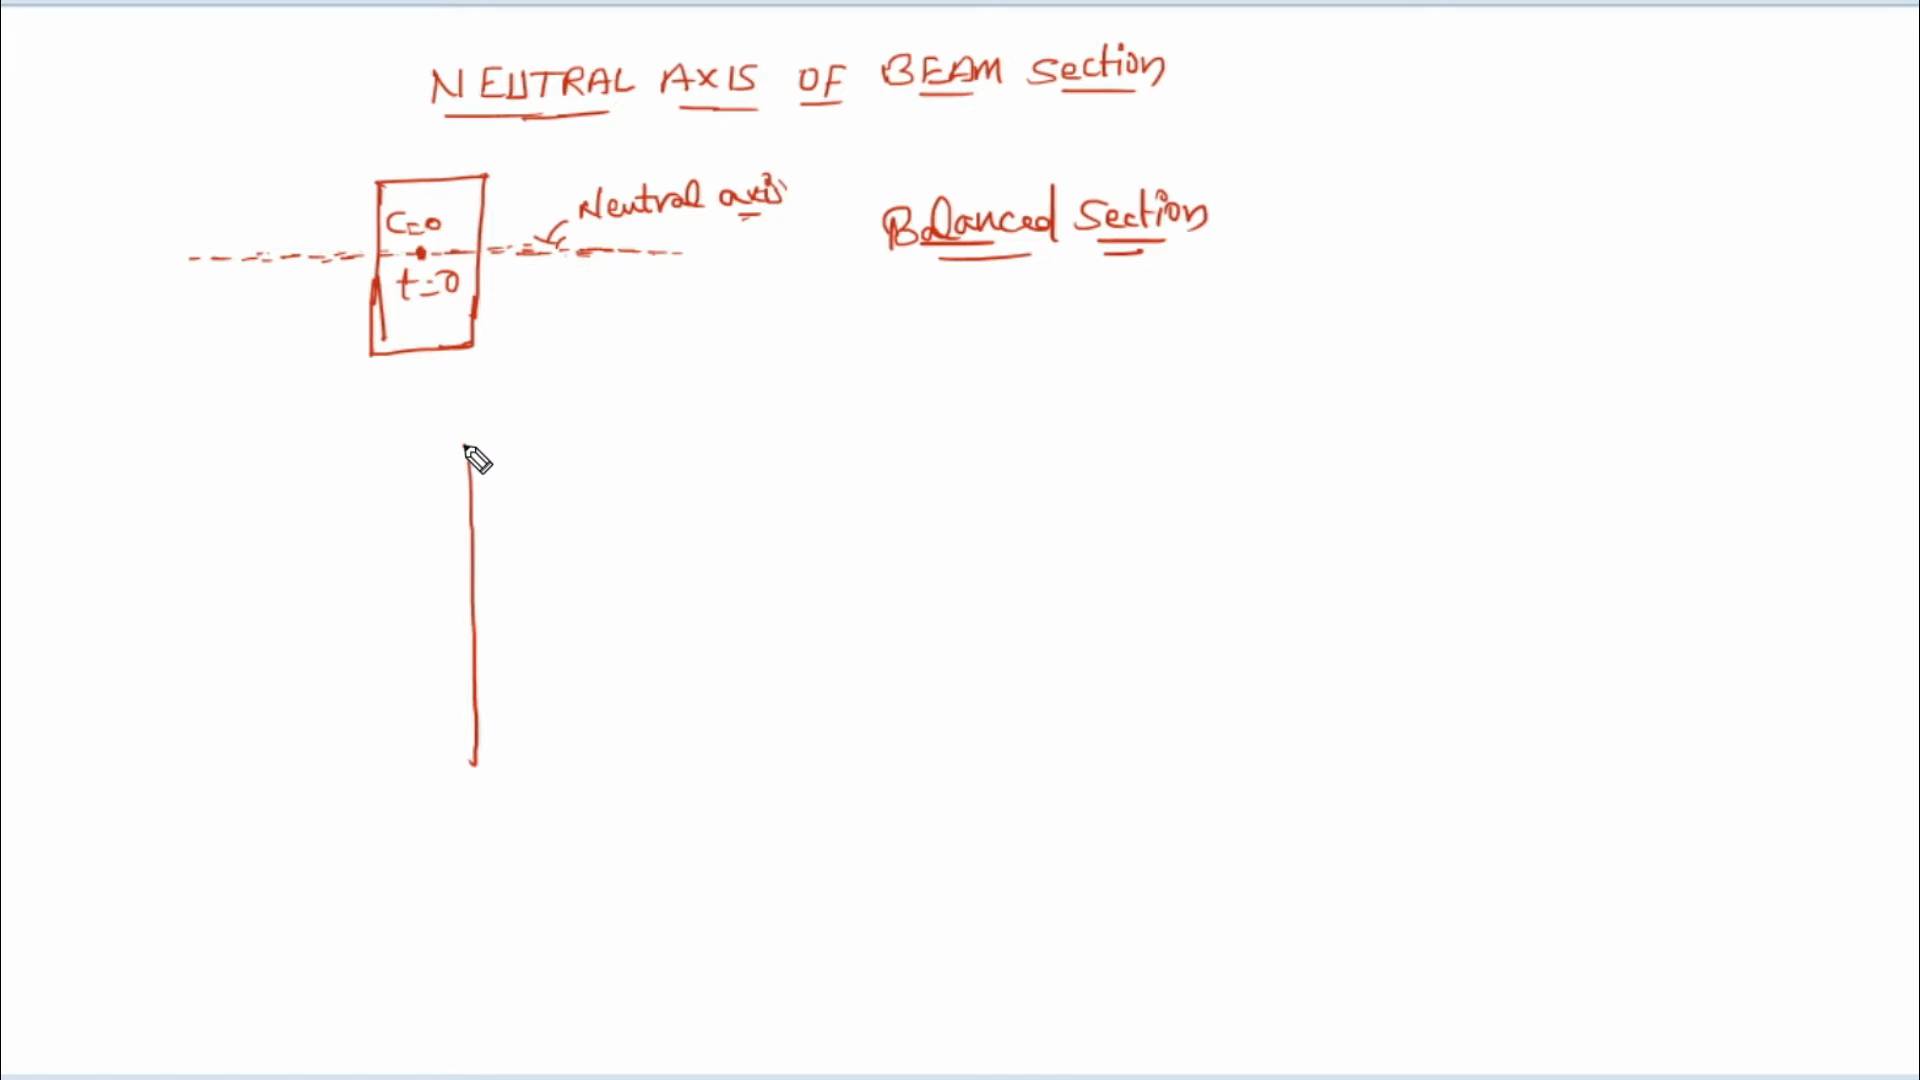 NEUTRAL AXIS OF BEAM Section
Neutral axis
Balanced Section
C=0
t=0